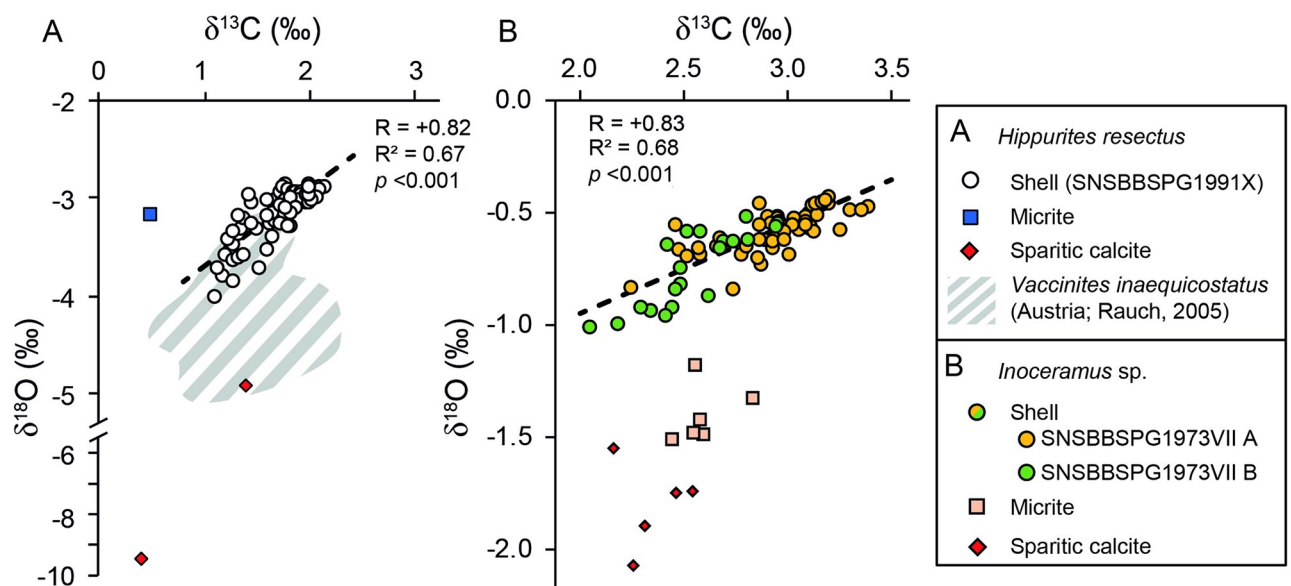 A
δ¹³C (‰)
0
1
2
3
-2
-3
-4
-5
-6
-8
-10
δ¹⁸O (‰)
R = +0.82
R² = 0.67
p <0.001
B
δ¹³C (‰)
2.0
2.5
3.0
3.5
0.0
-0.5
-1.0
-1.5
-2.0
δ¹⁸O (‰)
R = +0.83
R² = 0.68
p <0.001
A
Hippurites resectus
Shell (SNSBBSPG1991X)
Micrite
Sparitic calcite
Vaccinites inaequicostatus
(Austria; Rauch, 2005)
B
Inoceramus sp.
Shell
SNSBBSPG1973VII A
SNSBBSPG1973VII B
Micrite
Sparitic calcite